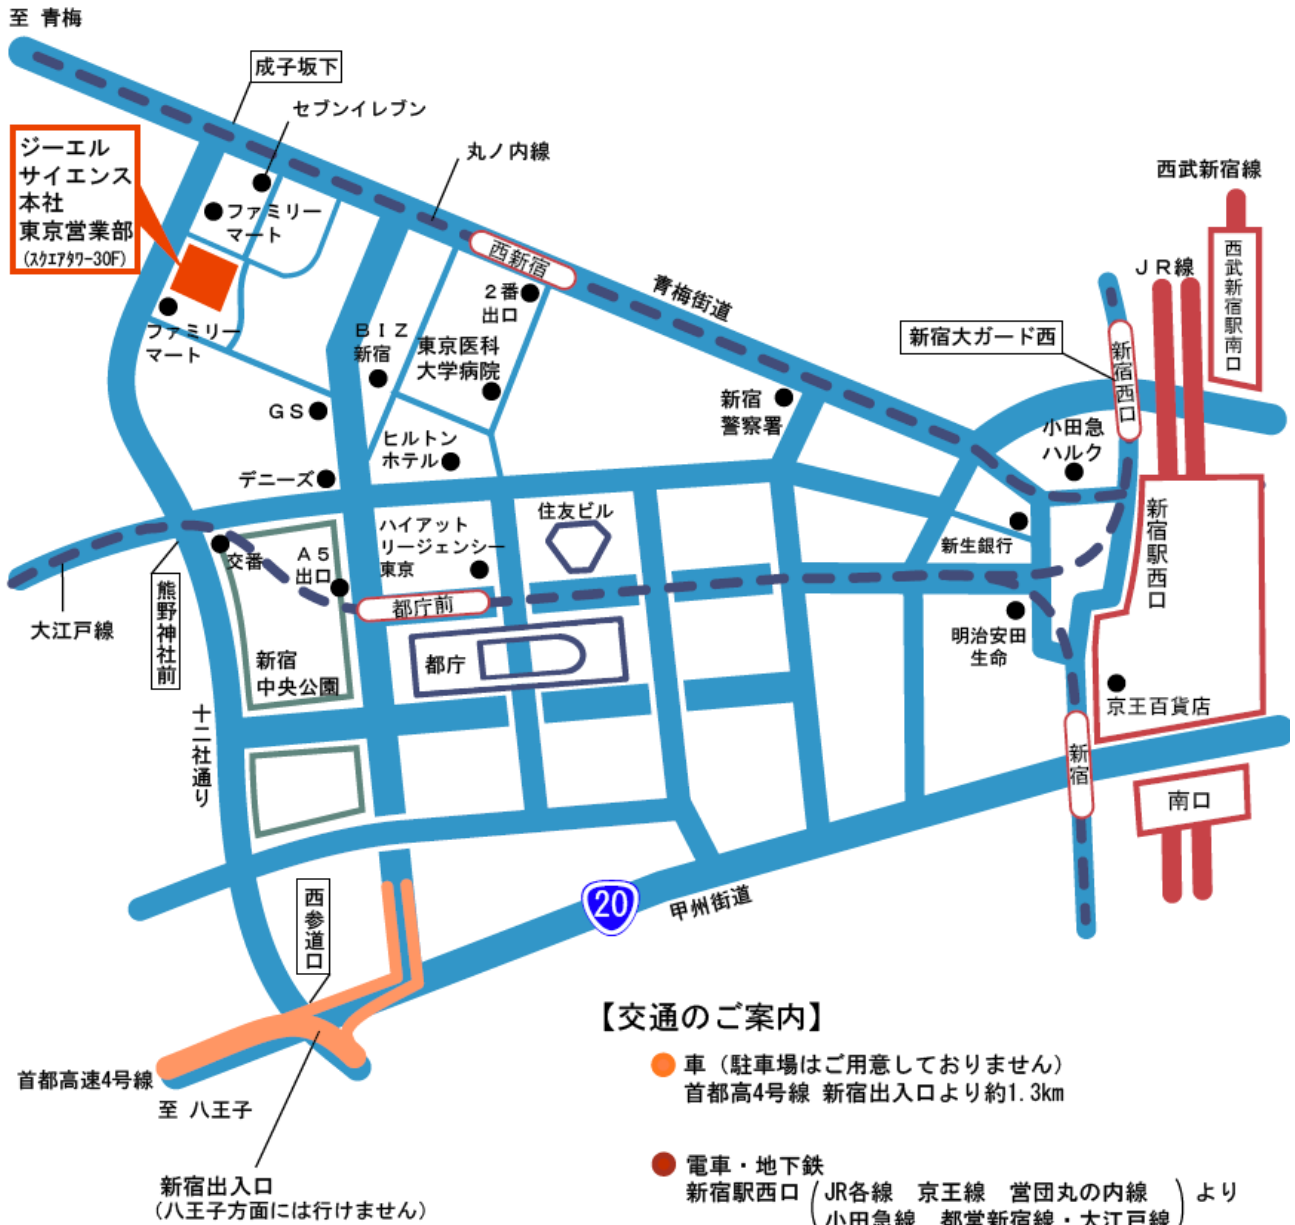 至 青梅
成子坂下
セブンイレブン
丸ノ内線
ジーエル
サイエンス
本社
東京営業部
(ｽｸｴｱﾀﾜｰ30F)
ファミリー
マート
西新宿
青梅街道
西武新宿線
西武新宿駅南口
ＪＲ線
新宿大ガード西
新宿西口
２番
出口
ファミリー
マート
ＢＩＺ
新宿
東京医科
大学病院
ＧＳ
新宿
警察署
小田急
ハルク
ヒルトン
ホテル
デニーズ
住友ビル
ハイアット
リージェンシー
東京
新生銀行
新宿駅西口
交番
Ａ５
出口
都庁前
大江戸線
熊野神社前
都庁
明治安田
生命
新宿
中央公園
京王百貨店
十二社通り
新宿
南口
西参道口
20
甲州街道
【交通のご案内】
車（駐車場はご用意しておりません）
首都高4号線 新宿出入口より約1.3km
首都高速4号線
至 八王子
電車・地下鉄
新宿駅西口（JR各線　京王線　営団丸の内線）より
小田急線　都営新宿線・大江戸線
新宿出入口
(八王子方面には行けません)